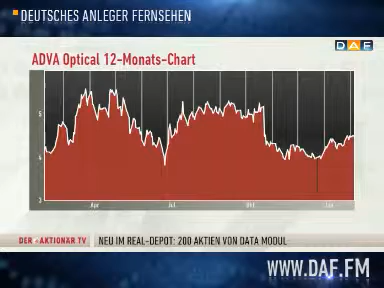 DEUTSCHES ANLEGER FERNSEHEN
DAF
ADVA Optical 12-Monats-Chart
5
4
3
Apr
Jul
Okt
Jan
DER AKTIONÄR TV
NEU IM REAL-DEPOT: 200 AKTIEN VON DATA MODUL
WWW.DAF.FM